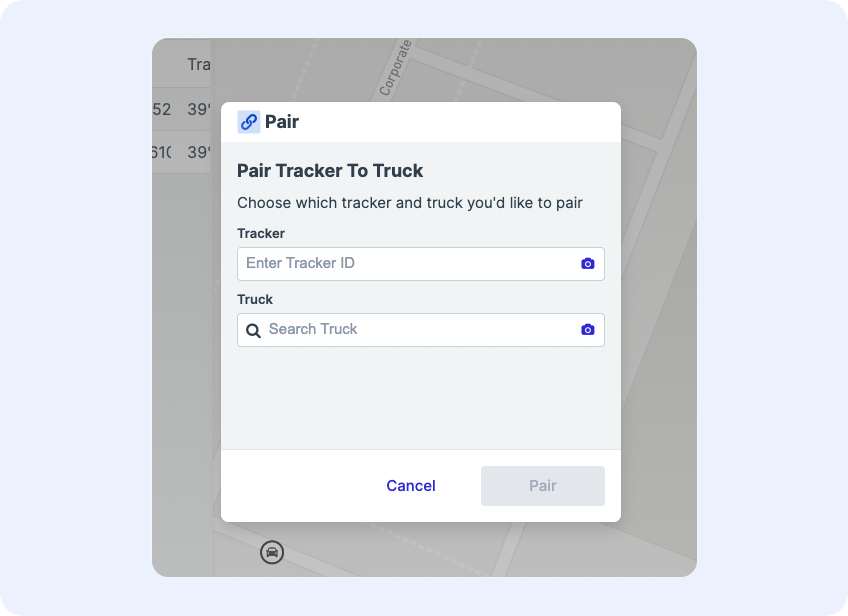 Corporate
Tra
52 39°
610 39°
Pair
Pair Tracker To Truck
Choose which tracker and truck you'd like to pair
Tracker
Enter Tracker ID
Truck
Search Truck
Cancel
Pair